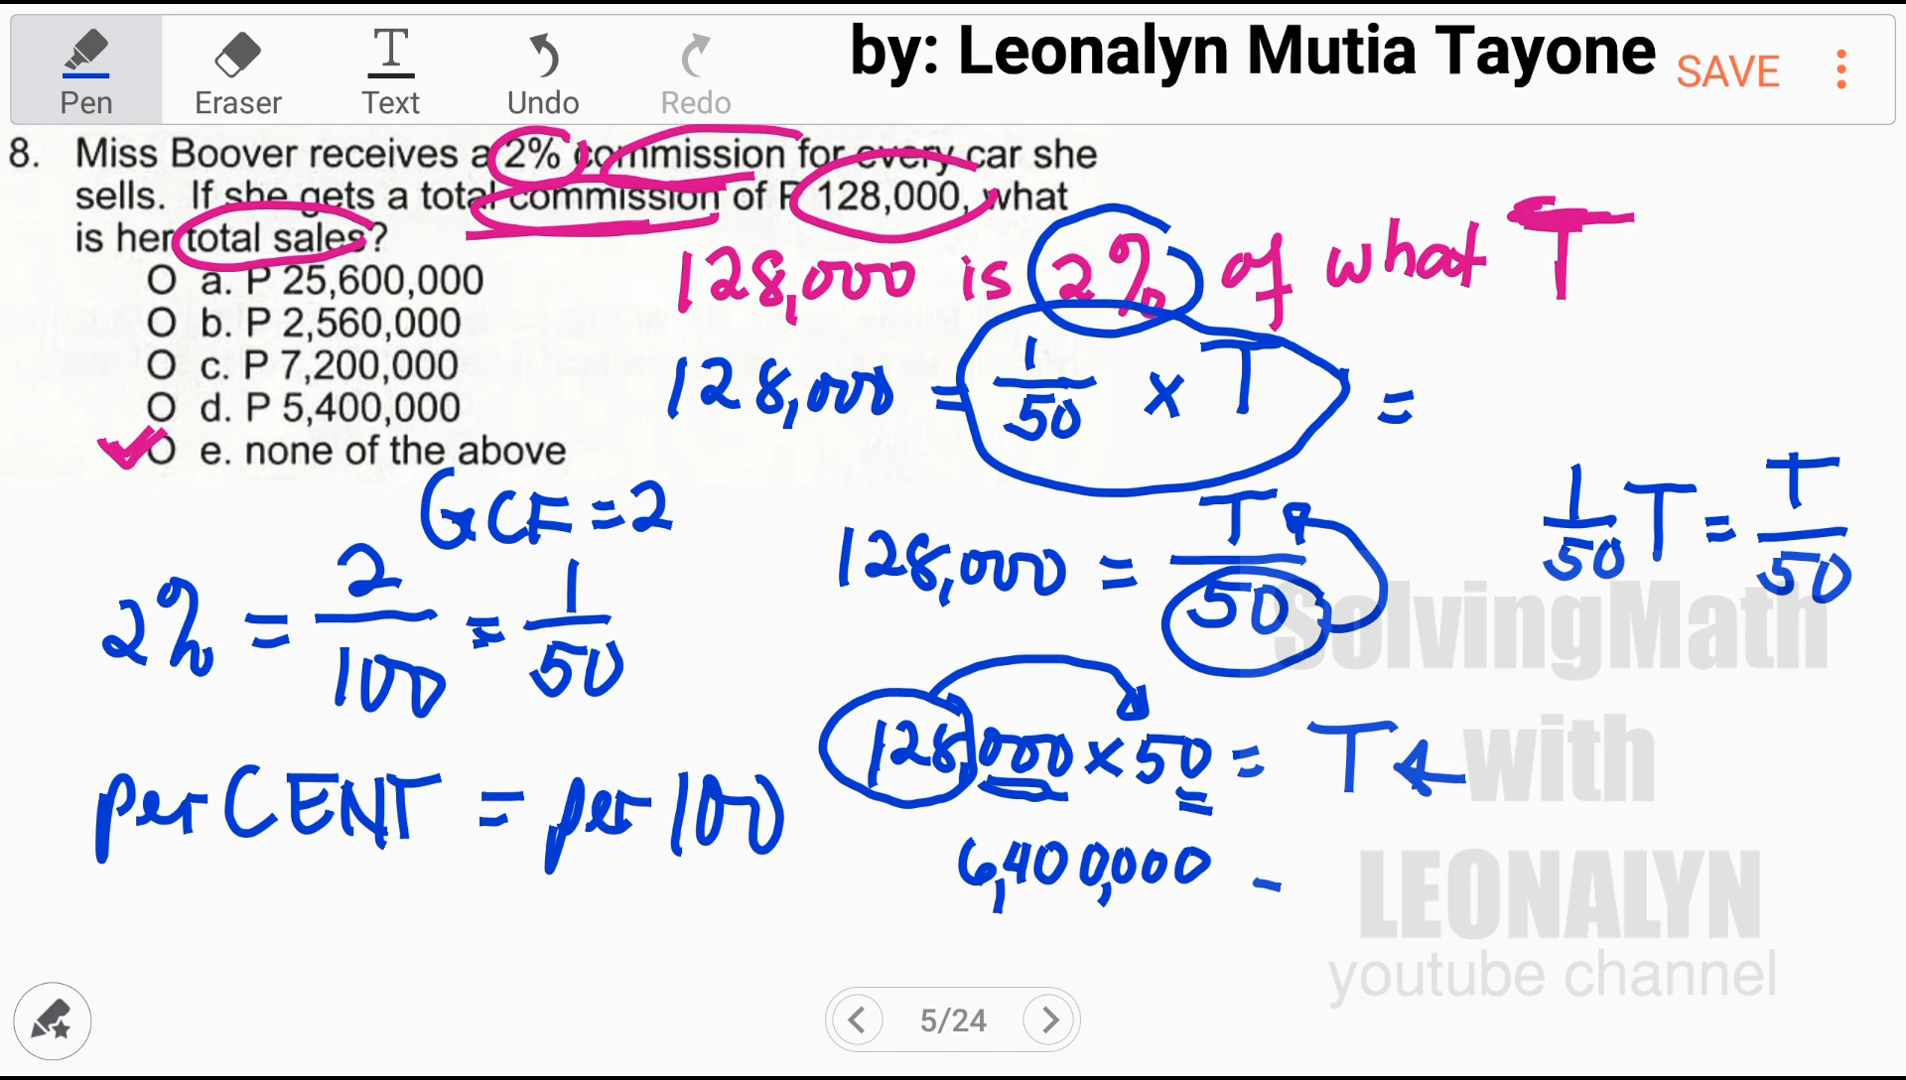 by: Leonalyn Mutia Tayone
SAVE
Pen
Eraser
Text
Undo
Redo
8. Miss Boover receives a 2% commission for every car she
sells. If she gets a total commission of P 128,000, what
is her total sales?
O a. P 25,600,000
O b. P 2,560,000
O c. P 7,200,000
O d. P 5,400,000
O e. none of the above
128,000 is 2% of what T
128,000 = 1/50 x T =
GCF = 2
2% = 2/100 = 1/50
128,000 = T/50
1/50 T = T/50
128,000 x 50 = T
perCENT = per 100
6,400,000 -
SolvingMath
with
LEONALYN
youtube channel
5/24